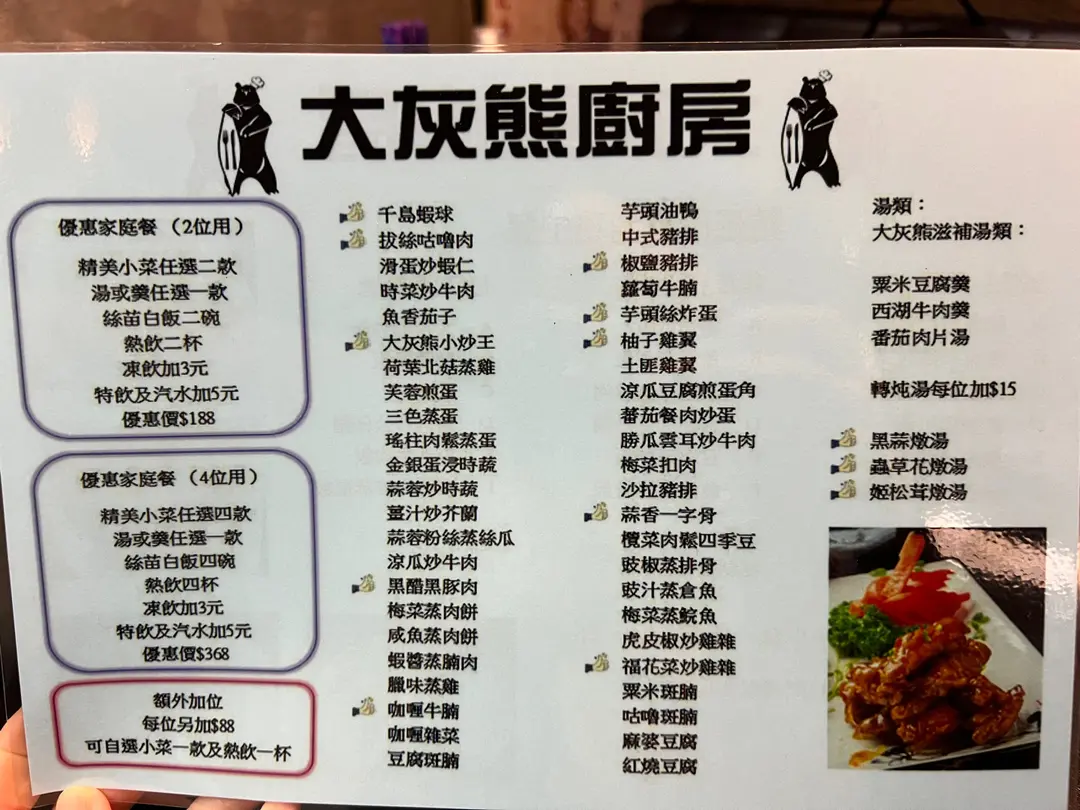 大灰熊廚房
優惠家庭餐 （2位用）
精美小菜任選二款
湯或羹任選一款
絲苗白飯二碗
熱飲二杯
凍飲加3元
特飲及汽水加5元
優惠價$188
優惠家庭餐 （4位用）
精美小菜任選四款
湯或羹任選一款
絲苗白飯四碗
熱飲四杯
凍飲加3元
特飲及汽水加5元
優惠價$368
額外加位
每位另加$88
可自選小菜一款及熱飲一杯
千島蝦球
拔絲咕嚕肉
滑蛋炒蝦仁
時菜炒牛肉
魚香茄子
大灰熊小炒王
荷葉北菇蒸雞
芙蓉煎蛋
三色蒸蛋
瑤柱肉鬆蒸蛋
金銀蛋浸時蔬
蒜蓉炒時蔬
薑汁炒芥蘭
蒜蓉粉絲蒸絲瓜
涼瓜炒牛肉
黑醋黑豚肉
梅菜蒸肉餅
咸魚蒸肉餅
蝦醬蒸腩肉
臘味蒸雞
咖喱牛腩
咖喱雜菜
豆腐斑腩
芋頭油鴨
中式豬排
椒鹽豬排
蘿蔔牛腩
芋頭絲炸蛋
柚子雞翼
土匪雞翼
涼瓜豆腐煎蛋角
蕃茄餐肉炒蛋
勝瓜雲耳炒牛肉
梅菜扣肉
沙拉豬排
蒜香一字骨
欖菜肉鬆四季豆
豉椒蒸排骨
豉汁蒸倉魚
梅菜蒸鯇魚
虎皮椒炒雞雜
福花菜炒雞雜
粟米斑腩
咕嚕斑腩
麻婆豆腐
紅燒豆腐
湯類：
大灰熊滋補湯類：
粟米豆腐羹
西湖牛肉羹
番茄肉片湯
轉炖湯每位加$15
黑蒜燉湯
蟲草花燉湯
姬松茸燉湯